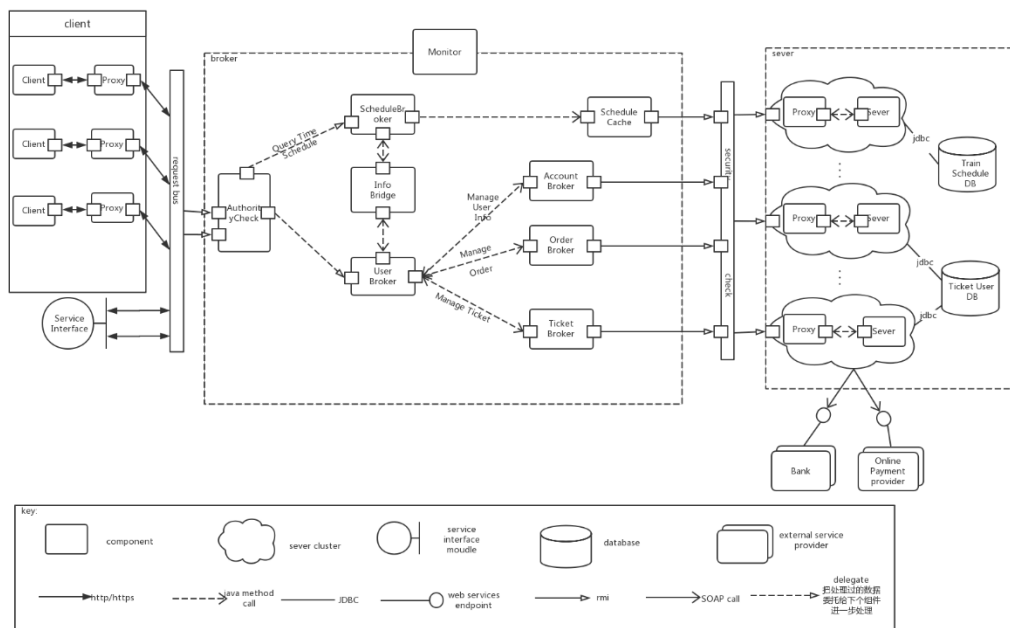 client
Client
Proxy
Client
Proxy
Client
Proxy
Service
Interface
request bus
broker
Monitor
Authorit
yCheck
Query Time
Schedule
ScheduleBr
oker
Info
Bridge
User
Broker
Manage
User
Info
Manage
Order
Manage Ticket
Schedule
Cache
Account
Broker
Order
Broker
Ticket
Broker
security
check
sever
Proxy
Sever
jdbc
Train
Schedule
DB
Proxy
Sever
jdbc
Ticket User
DB
Proxy
Sever
jdbc
Bank
Online
Payment
provider
key:
component
sever cluster
service
interface
moudle
database
external service
provider
http/https
java method
call
JDBC
web services
endpoint
rmi
SOAP call
delegate
把处理过的数据
委托给下个组件
进一步处理